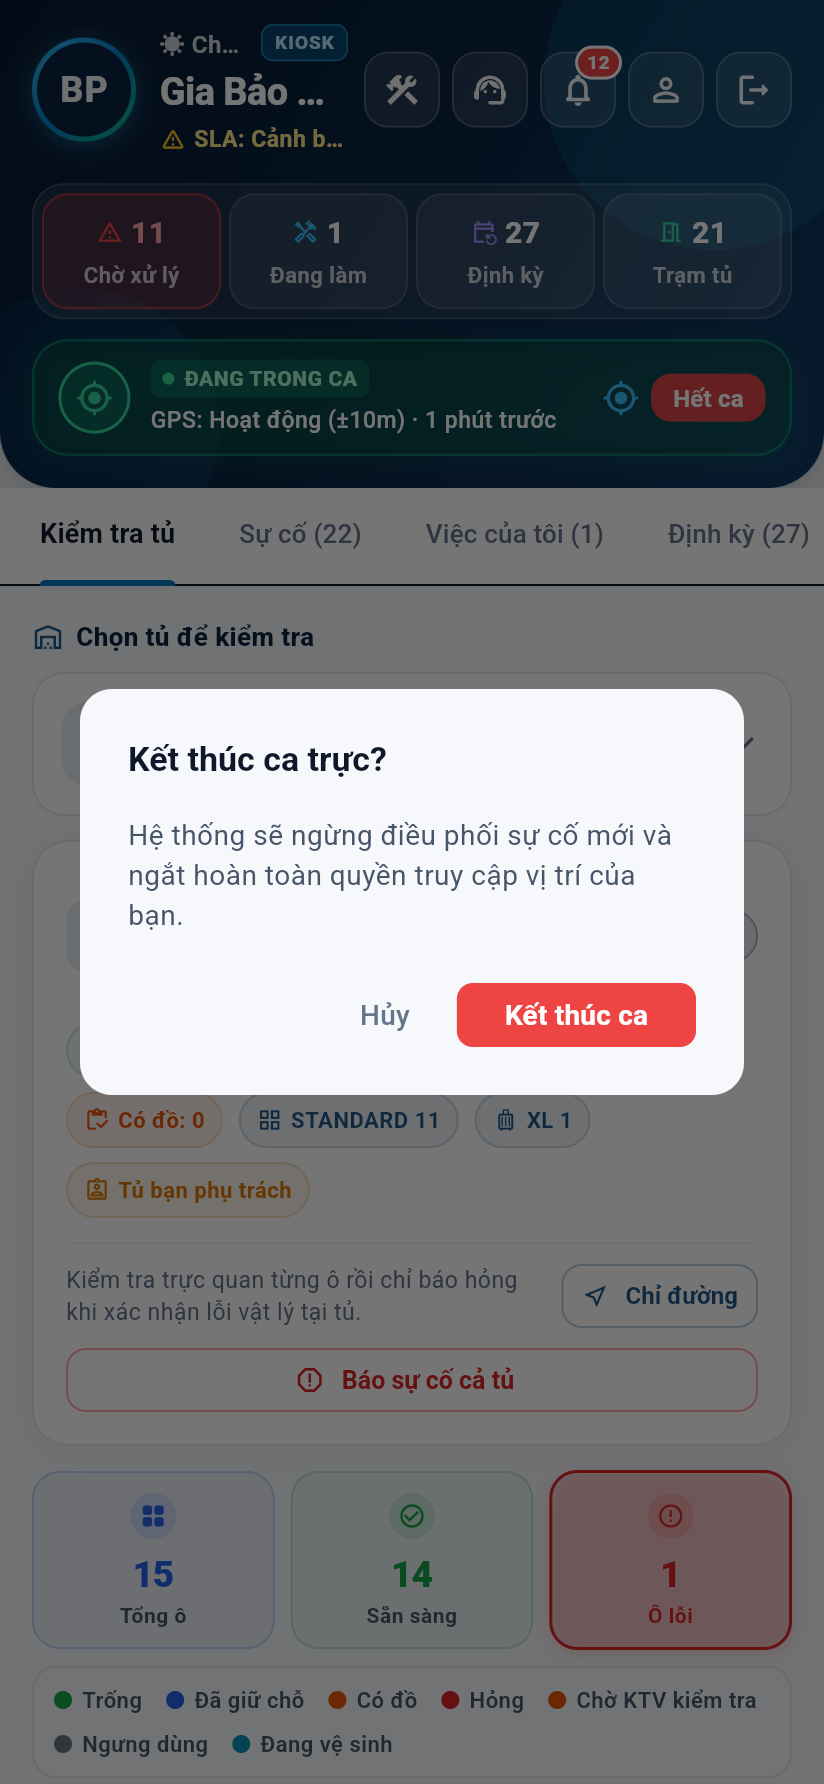 BP
Ch...
KIOSK
Gia Bảo ...
SLA: Cảnh b...
12
11
Chờ xử lý
1
Đang làm
27
Định kỳ
21
Trạm tủ
ĐANG TRONG CA
GPS: Hoạt động (±10m) · 1 phút trước
Hết ca
Kiểm tra tủ
Sự cố (22)
Việc của tôi (1)
Định kỳ (27)
Chọn tủ để kiểm tra
Kết thúc ca trực?
Hệ thống sẽ ngừng điều phối sự cố mới và
ngắt hoàn toàn quyền truy cập vị trí của
bạn.
Hủy
Kết thúc ca
Có đồ: 0
STANDARD 11
XL 1
Tủ bạn phụ trách
Kiểm tra trực quan từng ô rồi chỉ báo hỏng
khi xác nhận lỗi vật lý tại tủ.
Chỉ đường
Báo sự cố cả tủ
15
Tổng ô
14
Sẵn sàng
1
Ô lỗi
Trống
Đã giữ chỗ
Có đồ
Hỏng
Chờ KTV kiểm tra
Ngưng dùng
Đang vệ sinh